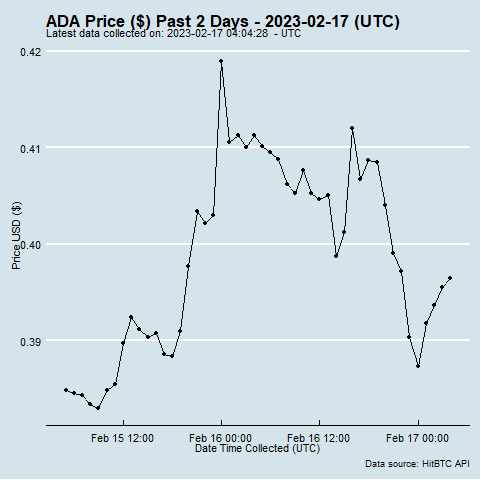 ADA Price ($) Past 2 Days - 2023-02-17 (UTC)
Latest data collected on: 2023-02-17 04:04:28  - UTC
0.42
0.41
0.40
0.39
Price USD ($)
Feb 15 12:00
Feb 16 00:00
Feb 16 12:00
Feb 17 00:00
Date Time Collected (UTC)
Data source: HitBTC API